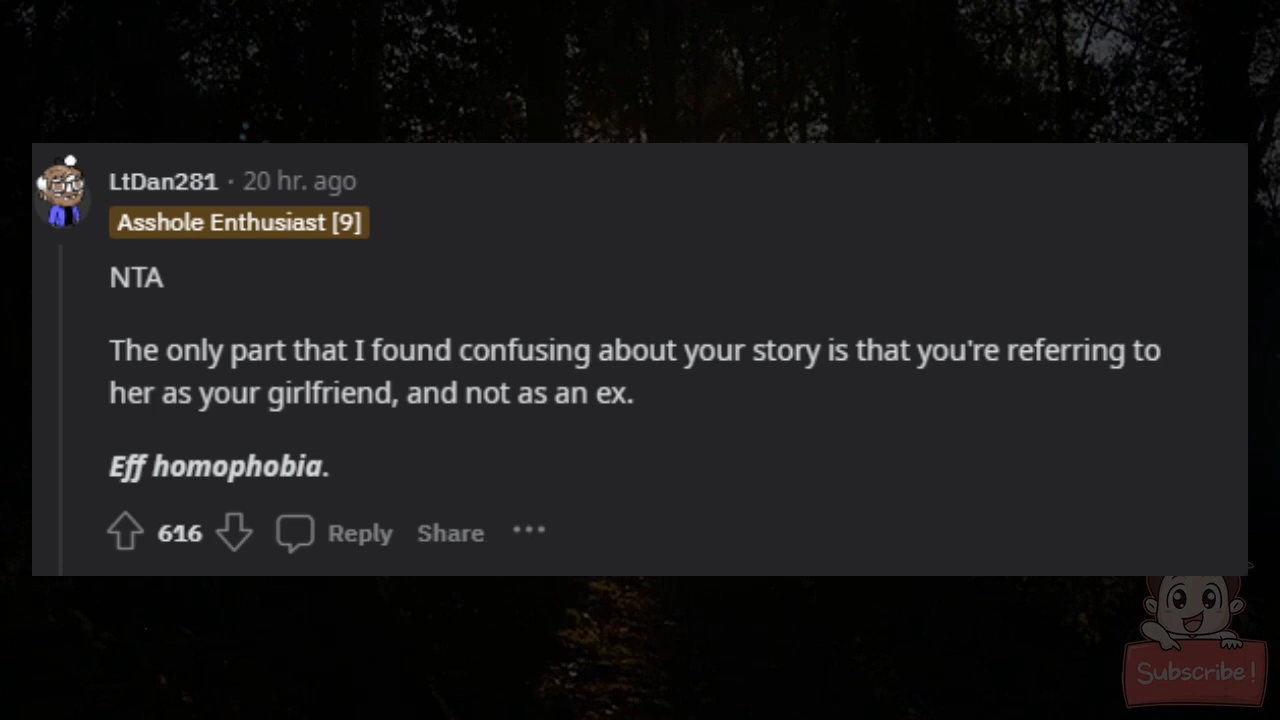 LtDan281 · 20 hr. ago
Asshole Enthusiast [9]
NTA
The only part that I found confusing about your story is that you're referring to
her as your girlfriend, and not as an ex.
Eff homophobia.
616 Reply Share ···
Subscribe!